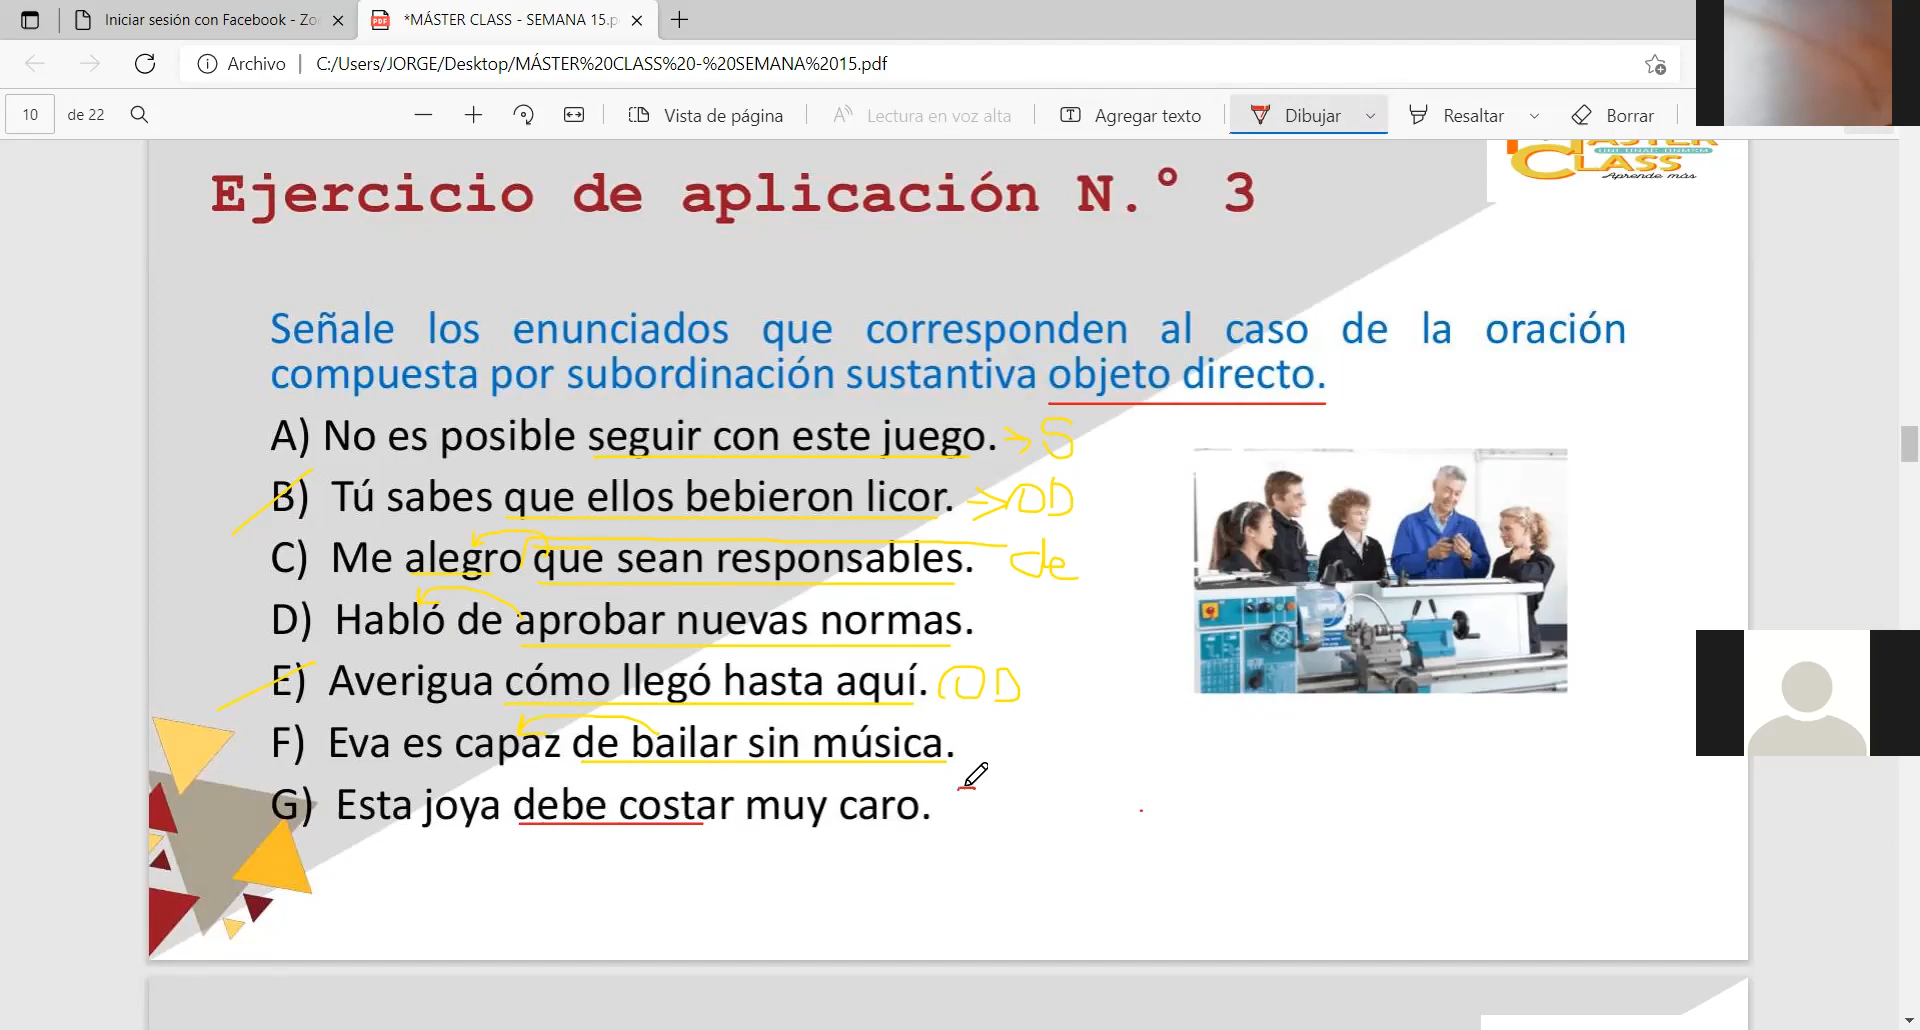 Iniciar sesión con Facebook - Zo
*MÁSTER CLASS - SEMANA 15.p
Archivo | C:/Users/JORGE/Desktop/MÁSTER%20CLASS%20-%20SEMANA%2015.pdf
10 de 22
Vista de página
Lectura en voz alta
Agregar texto
Dibujar
Resaltar
Borrar
CLASS
Aprende más
Ejercicio de aplicación N.° 3
Señale los enunciados que corresponden al caso de la oración
compuesta por subordinación sustantiva objeto directo.
A) No es posible seguir con este juego. S
B) Tú sabes que ellos bebieron licor. OD
C) Me alegro que sean responsables. de
D) Habló de aprobar nuevas normas.
E) Averigua cómo llegó hasta aquí. OD
F) Eva es capaz de bailar sin música.
G) Esta joya debe costar muy caro.